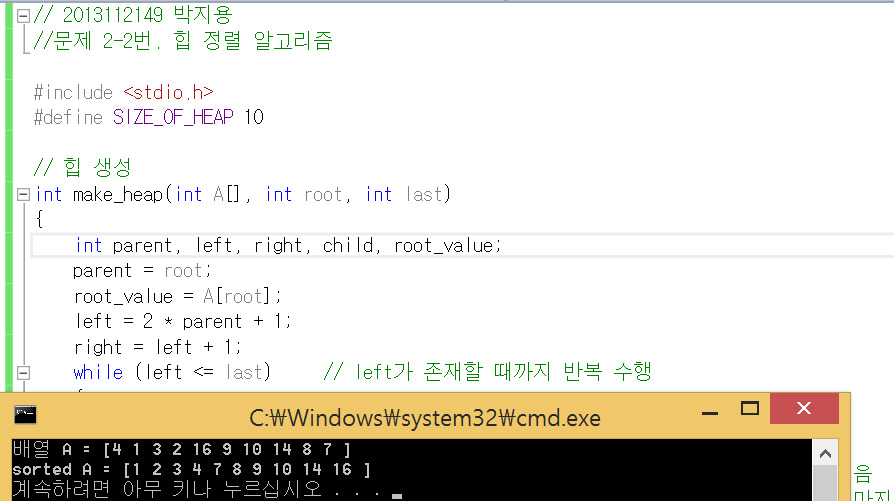 // 2013112149 박지용
//문제 2-2번. 힙 정렬 알고리즘
#include <stdio.h>
#define SIZE_OF_HEAP 10
// 힙 생성
int make_heap(int A[], int root, int last)
{
int parent, left, right, child, root_value;
parent = root;
root_value = A[root];
left = 2 * parent + 1;
right = left + 1;
while (left <= last) // left가 존재할 때까지 반복 수행
C:₩Windows₩system32₩cmd.exe
배열 A = [4 1 3 2 16 9 10 14 8 7 ]
sorted A = [1 2 3 4 7 8 9 10 14 16 ]
계속하려면 아무 키나 누르십시오 . . .
음